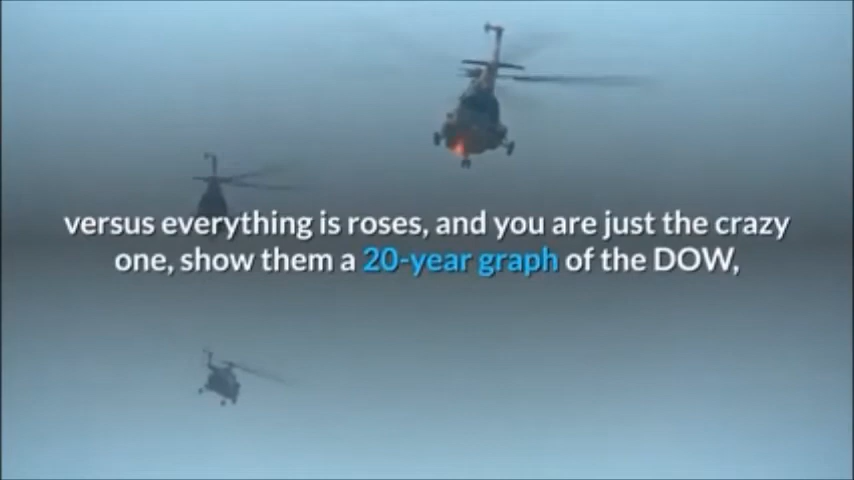 versus everything is roses, and you are just the crazy
one, show them a 20-year graph of the DOW,